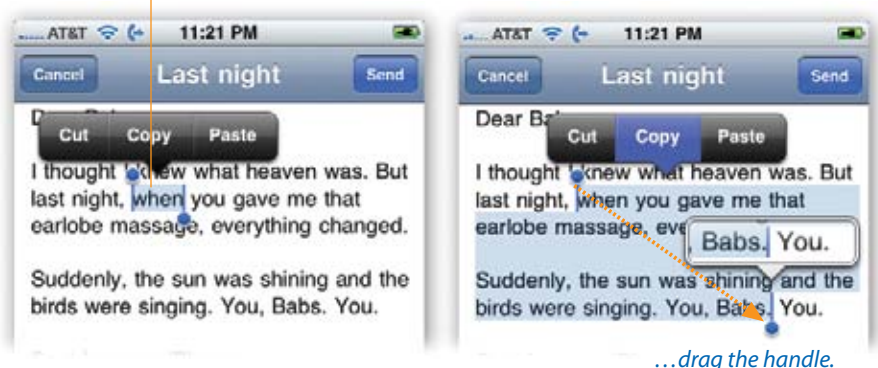 AT&T 11:21 PM
Cancel Last night Send
Cut Copy Paste
I thought I knew what heaven was. But
last night, when you gave me that
earlobe massage, everything changed.
Suddenly, the sun was shining and the
birds were singing. You, Babs. You.
AT&T 11:21 PM
Cancel Last night Send
Dear
Cut Copy Paste
I thought I knew what heaven was. But
last night, when you gave me that
earlobe massage,
, Babs. You.
Suddenly, the sun was shining and the
birds were singing. You, Babs. You.
…drag the handle.